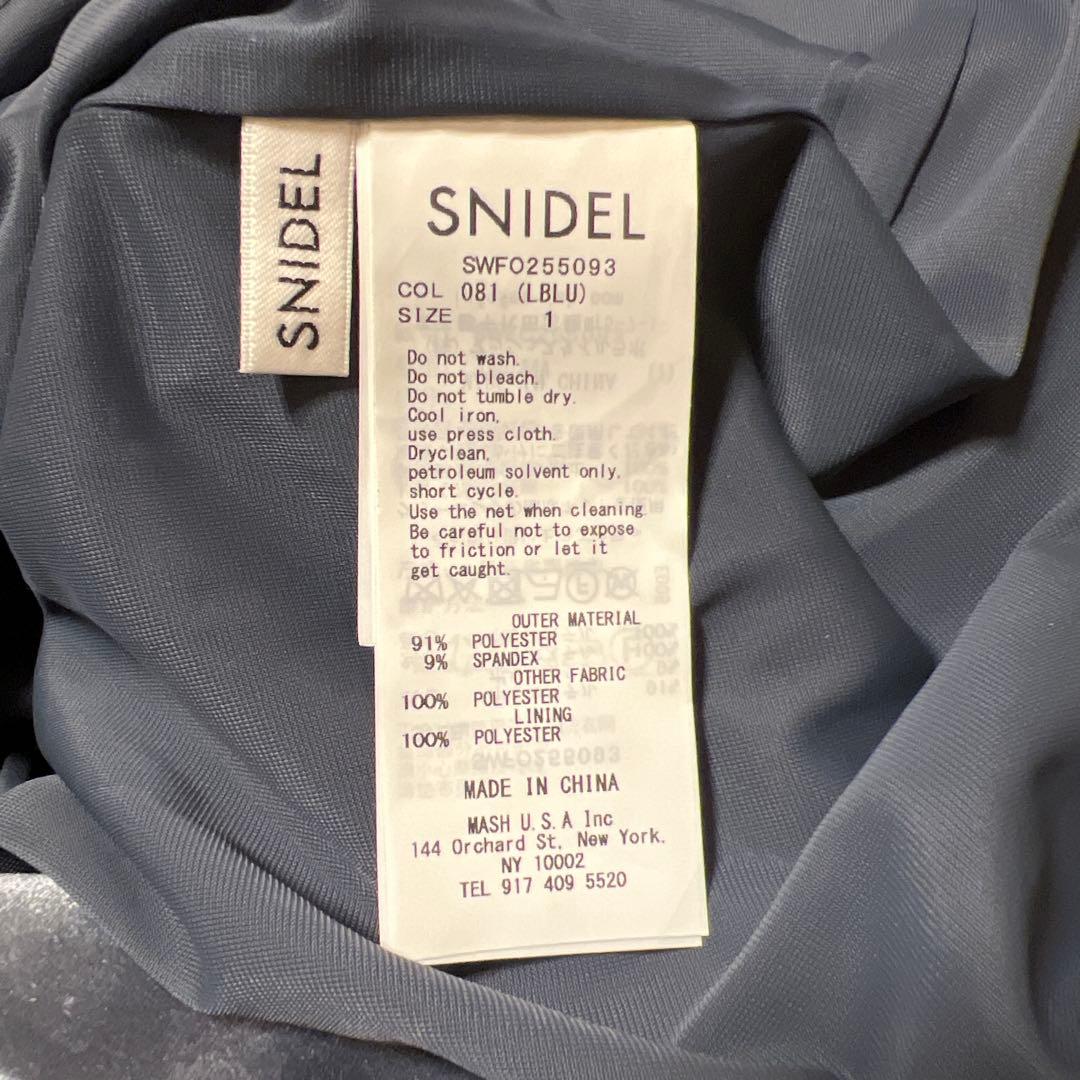 SNIDEL
SNIDEL
SWFO255093
COL 081 (LBLU)
SIZE 1
Do not wash.
Do not bleach.
Do not tumble dry.
Cool iron,
use press cloth.
Dryclean,
petroleum solvent only,
short cycle.
Use the net when cleaning.
Be careful not to expose
to friction or let it
get caught.
OUTER MATERIAL
91% POLYESTER
9% SPANDEX
OTHER FABRIC
100% POLYESTER
LINING
100% POLYESTER
MADE IN CHINA
MASH U.S.A Inc
144 Orchard St, New York.
NY 10002
TEL 917 409 5520